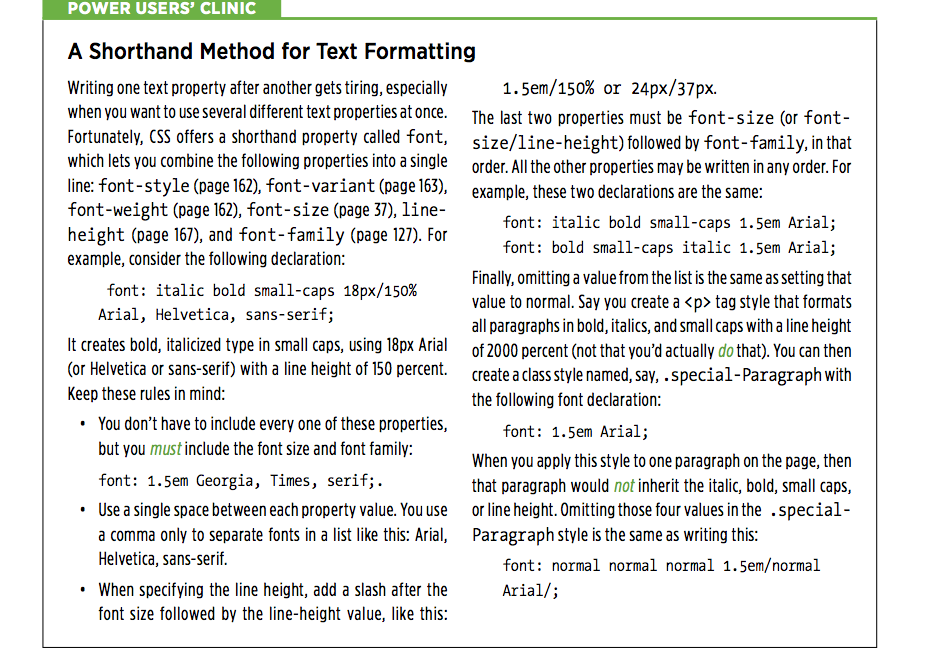 POWER USERS' CLINIC
A Shorthand Method for Text Formatting
Writing one text property after another gets tiring, especially
when you want to use several different text properties at once.
Fortunately, CSS offers a shorthand property called font,
which lets you combine the following properties into a single
line: font-style (page 162), font-variant (page 163),
font-weight (page 162), font-size (page 37), line-
height (page 167), and font-family (page 127). For
example, consider the following declaration:
font: italic bold small-caps 18px/150%
Arial, Helvetica, sans-serif;
It creates bold, italicized type in small caps, using 18px Arial
(or Helvetica or sans-serif) with a line height of 150 percent.
Keep these rules in mind:
• You don't have to include every one of these properties,
but you must include the font size and font family:
font: 1.5em Georgia, Times, serif;.
• Use a single space between each property value. You use
a comma only to separate fonts in a list like this: Arial,
Helvetica, sans-serif.
• When specifying the line height, add a slash after the
font size followed by the line-height value, like this:
1.5em/150% or 24px/37px.
The last two properties must be font-size (or font-
size/line-height) followed by font-family, in that
order. All the other properties may be written in any order. For
example, these two declarations are the same:
font: italic bold small-caps 1.5em Arial;
font: bold small-caps italic 1.5em Arial;
Finally, omitting a value from the list is the same as setting that
value to normal. Say you create a <p> tag style that formats
all paragraphs in bold, italics, and small caps with a line height
of 2000 percent (not that you'd actually do that). You can then
create a class style named, say, .special-Paragraph with
the following font declaration:
font: 1.5em Arial;
When you apply this style to one paragraph on the page, then
that paragraph would not inherit the italic, bold, small caps,
or line height. Omitting those four values in the .special-
Paragraph style is the same as writing this:
font: normal normal normal 1.5em/normal
Arial/;